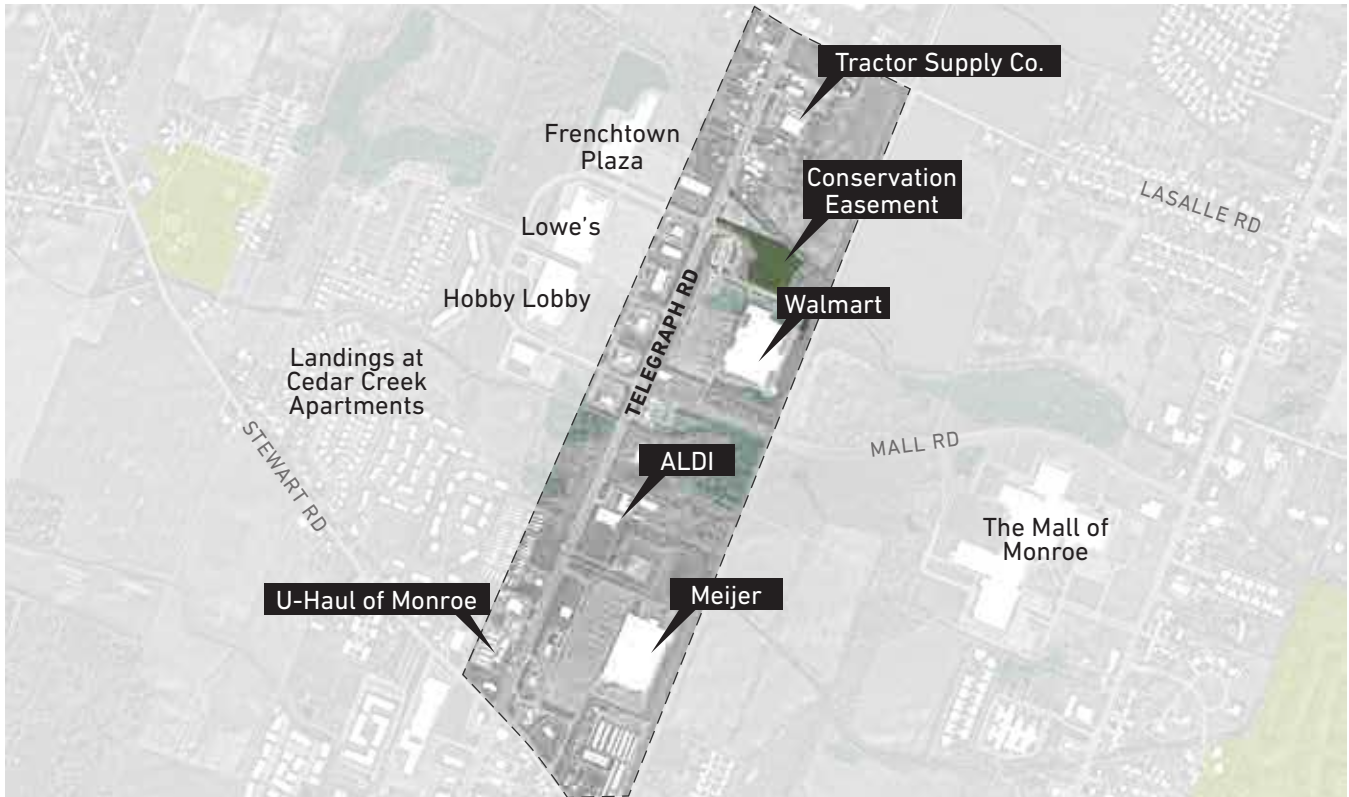 Tractor Supply Co.
Frenchtown
Plaza
Conservation
Easement
LASALLE RD
Lowe's
Hobby Lobby
Walmart
TELEGRAPH RD
Landings at
Cedar Creek
Apartments
STEWART RD
MALL RD
ALDI
The Mall of
Monroe
U-Haul of Monroe
Meijer